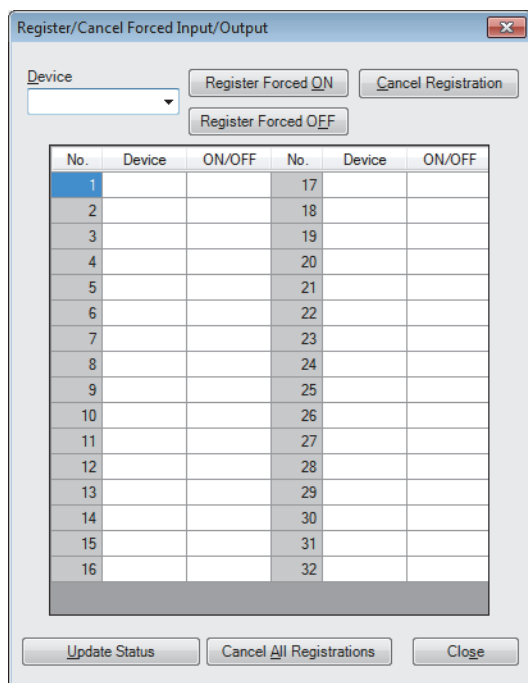 Register/Cancel Forced Input/Output
Device
Register Forced ON
Cancel Registration
Register Forced OFF
No. Device ON/OFF No. Device ON/OFF
1 17
2 18
3 19
4 20
5 21
6 22
7 23
8 24
9 25
10 26
11 27
12 28
13 29
14 30
15 31
16 32
Update Status
Cancel All Registrations
Close